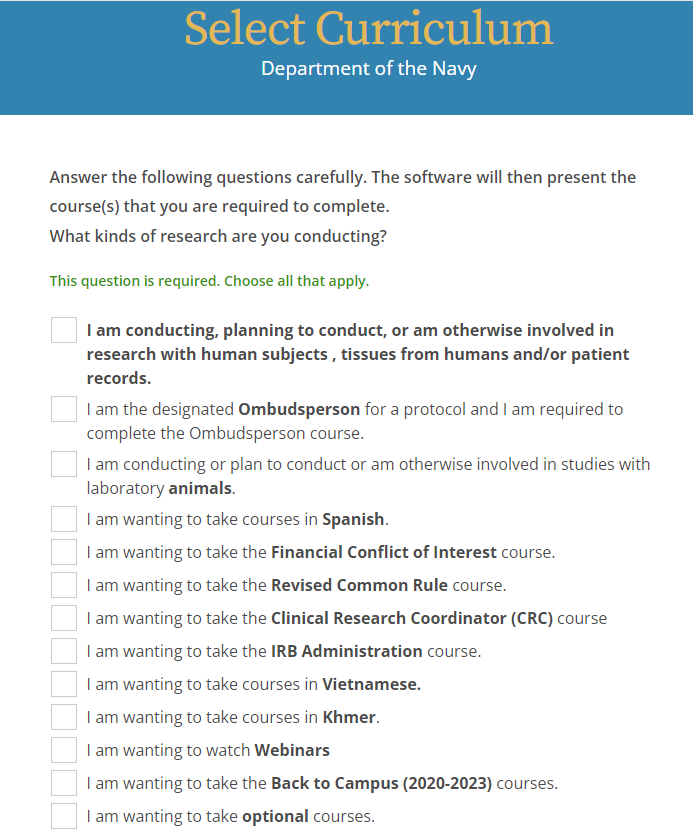 Select Curriculum
Department of the Navy
Answer the following questions carefully. The software will then present the
course(s) that you are required to complete.
What kinds of research are you conducting?
This question is required. Choose all that apply.
I am conducting, planning to conduct, or am otherwise involved in
research with human subjects , tissues from humans and/or patient
records.
I am the designated Ombudsperson for a protocol and I am required to
complete the Ombudsperson course.
I am conducting or plan to conduct or am otherwise involved in studies with
laboratory animals.
I am wanting to take courses in Spanish.
I am wanting to take the Financial Conflict of Interest course.
I am wanting to take the Revised Common Rule course.
I am wanting to take the Clinical Research Coordinator (CRC) course
I am wanting to take the IRB Administration course.
I am wanting to take courses in Vietnamese.
I am wanting to take courses in Khmer.
I am wanting to watch Webinars
I am wanting to take the Back to Campus (2020-2023) courses.
I am wanting to take optional courses.